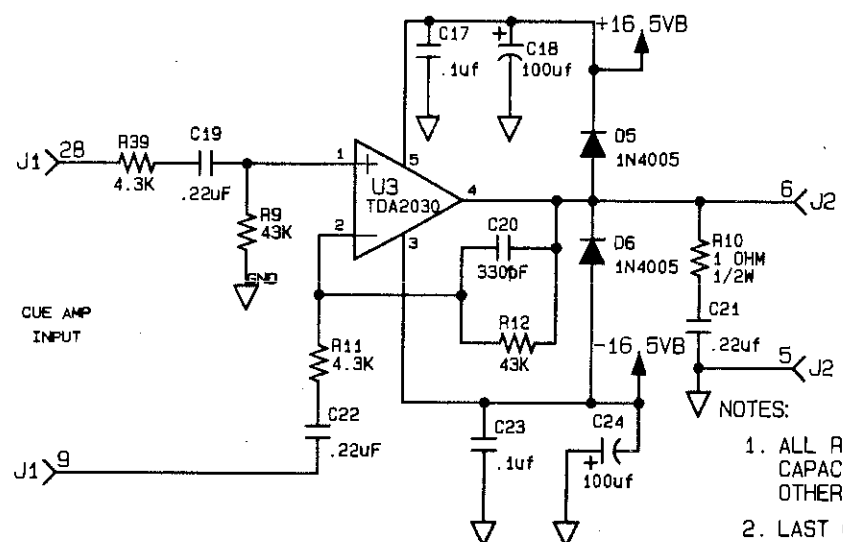 +16.5VB
C17
.1uf
+ C18
100uf
D5
1N4005
J1 28
R39
4.3K
C19
.22uF
R9
43K
GND
1
+
5
U3
TDA2030
4
2
3
6 J2
C20
330pF
D6
1N4005
R10
1 OHM
1/2W
R12
43K
C21
.22uf
CUE AMP
INPUT
R11
4.3K
-16.5VB
5 J2
C22
.22uF
C23
.1uf
C24
+
100uf
J1 9
NOTES:
1. ALL R
CAPAC
OTHER
2. LAST